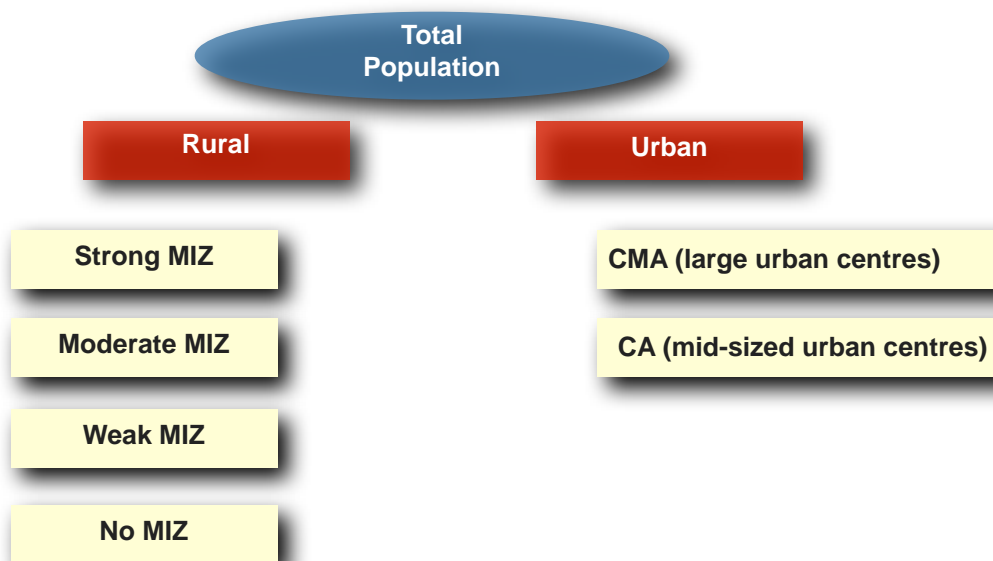 Total
Population
Rural
Urban
Strong MIZ
CMA (large urban centres)
Moderate MIZ
CA (mid-sized urban centres)
Weak MIZ
No MIZ